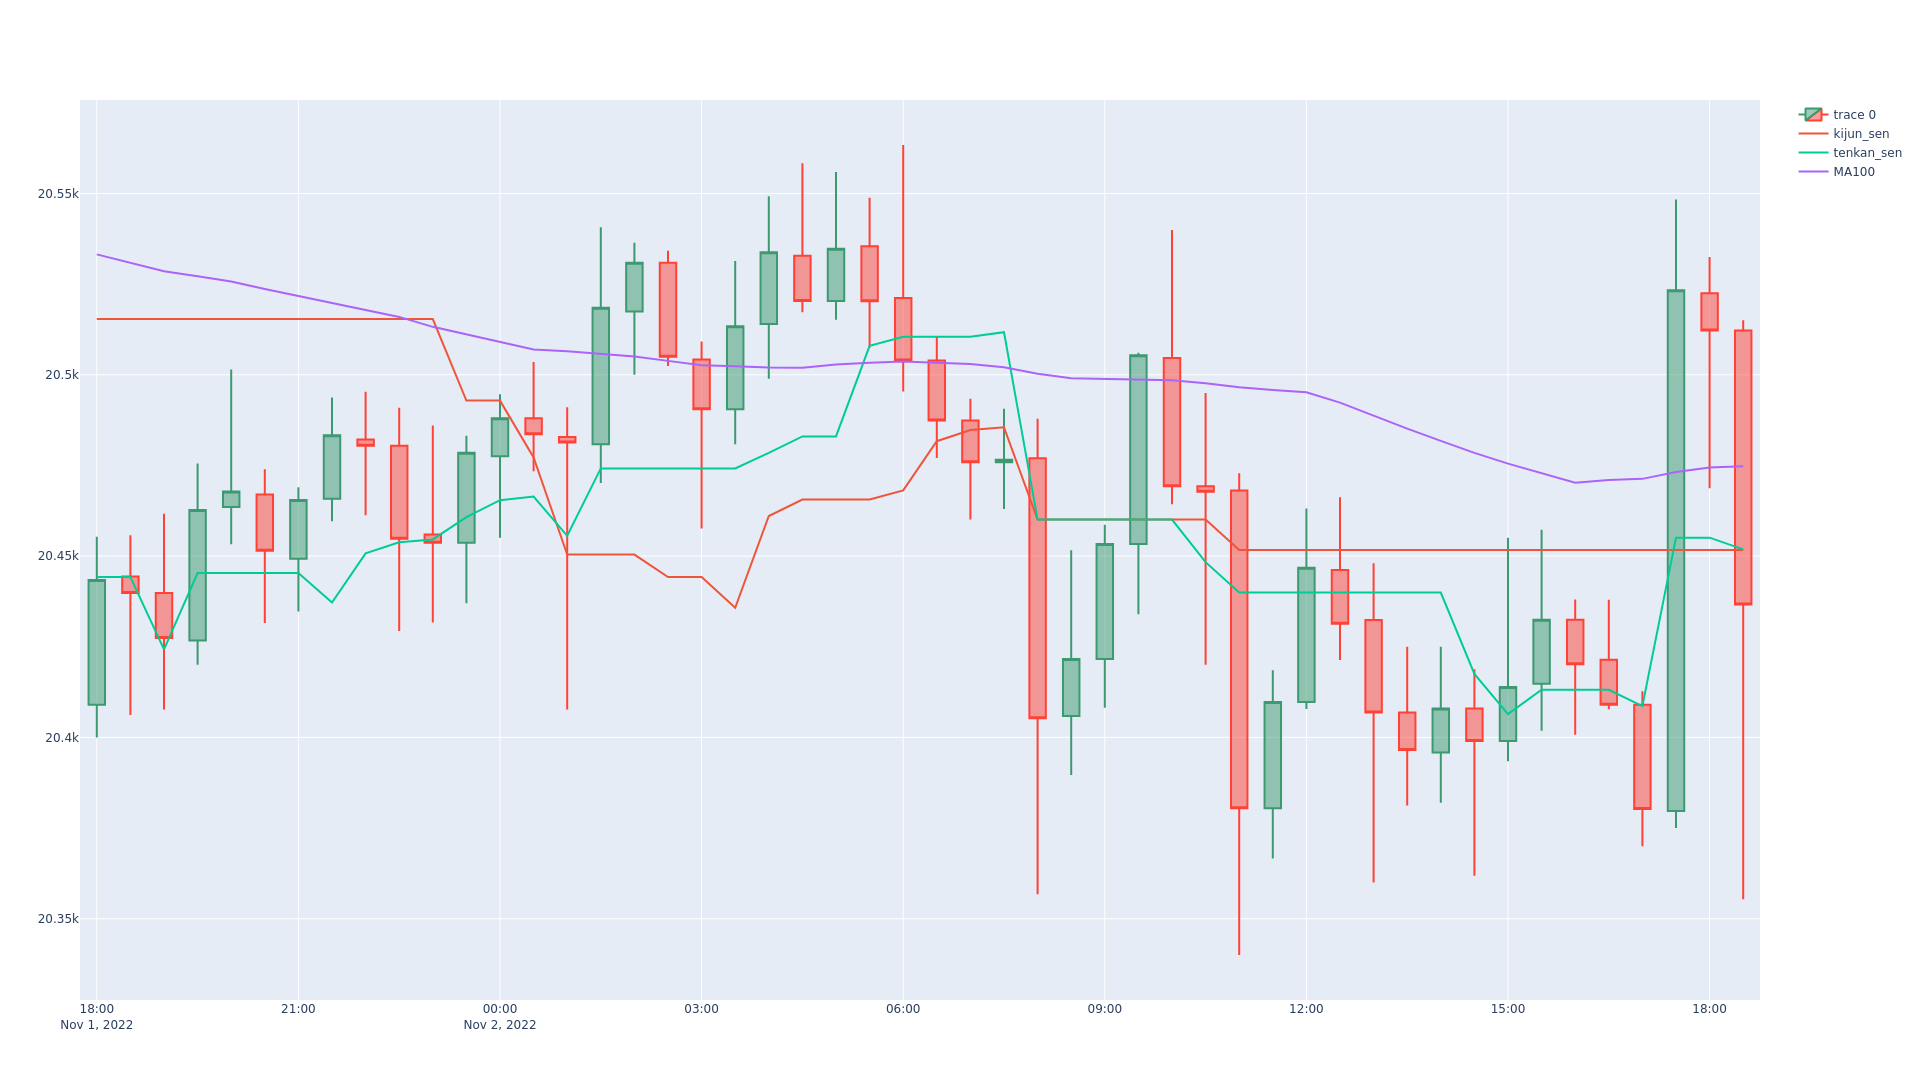 trace 0
kijun_sen
tenkan_sen
MA100
20.55k
20.5k
20.45k
20.4k
20.35k
18:00 21:00 00:00 03:00 06:00 09:00 12:00 15:00 18:00
Nov 1, 2022 Nov 2, 2022